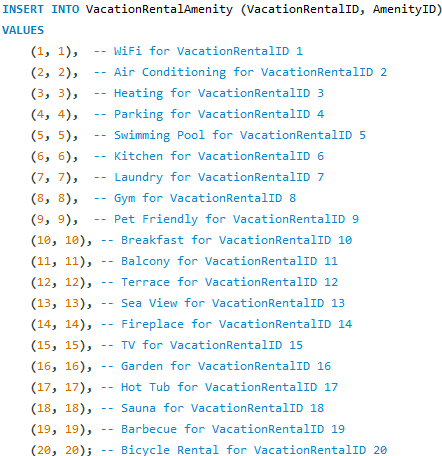 INSERT INTO VacationRentalAmenity (VacationRentalID, AmenityID)
VALUES
    (1, 1),  -- WiFi for VacationRentalID 1
    (2, 2),  -- Air Conditioning for VacationRentalID 2
    (3, 3),  -- Heating for VacationRentalID 3
    (4, 4),  -- Parking for VacationRentalID 4
    (5, 5),  -- Swimming Pool for VacationRentalID 5
    (6, 6),  -- Kitchen for VacationRentalID 6
    (7, 7),  -- Laundry for VacationRentalID 7
    (8, 8),  -- Gym for VacationRentalID 8
    (9, 9),  -- Pet Friendly for VacationRentalID 9
    (10, 10), -- Breakfast for VacationRentalID 10
    (11, 11), -- Balcony for VacationRentalID 11
    (12, 12), -- Terrace for VacationRentalID 12
    (13, 13), -- Sea View for VacationRentalID 13
    (14, 14), -- Fireplace for VacationRentalID 14
    (15, 15), -- TV for VacationRentalID 15
    (16, 16), -- Garden for VacationRentalID 16
    (17, 17), -- Hot Tub for VacationRentalID 17
    (18, 18), -- Sauna for VacationRentalID 18
    (19, 19), -- Barbecue for VacationRentalID 19
    (20, 20); -- Bicycle Rental for VacationRentalID 20